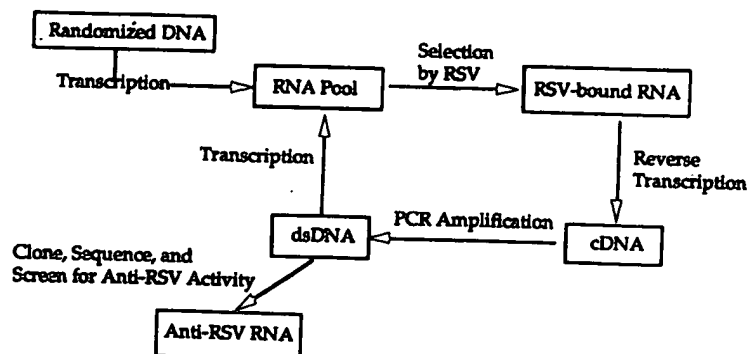 Randomized DNA
Transcription
RNA Pool
Selection
by RSV
RSV-bound RNA
Reverse
Transcription
cDNA
PCR Amplification
dsDNA
Transcription
Clone, Sequence, and
Screen for Anti-RSV Activity
Anti-RSV RNA